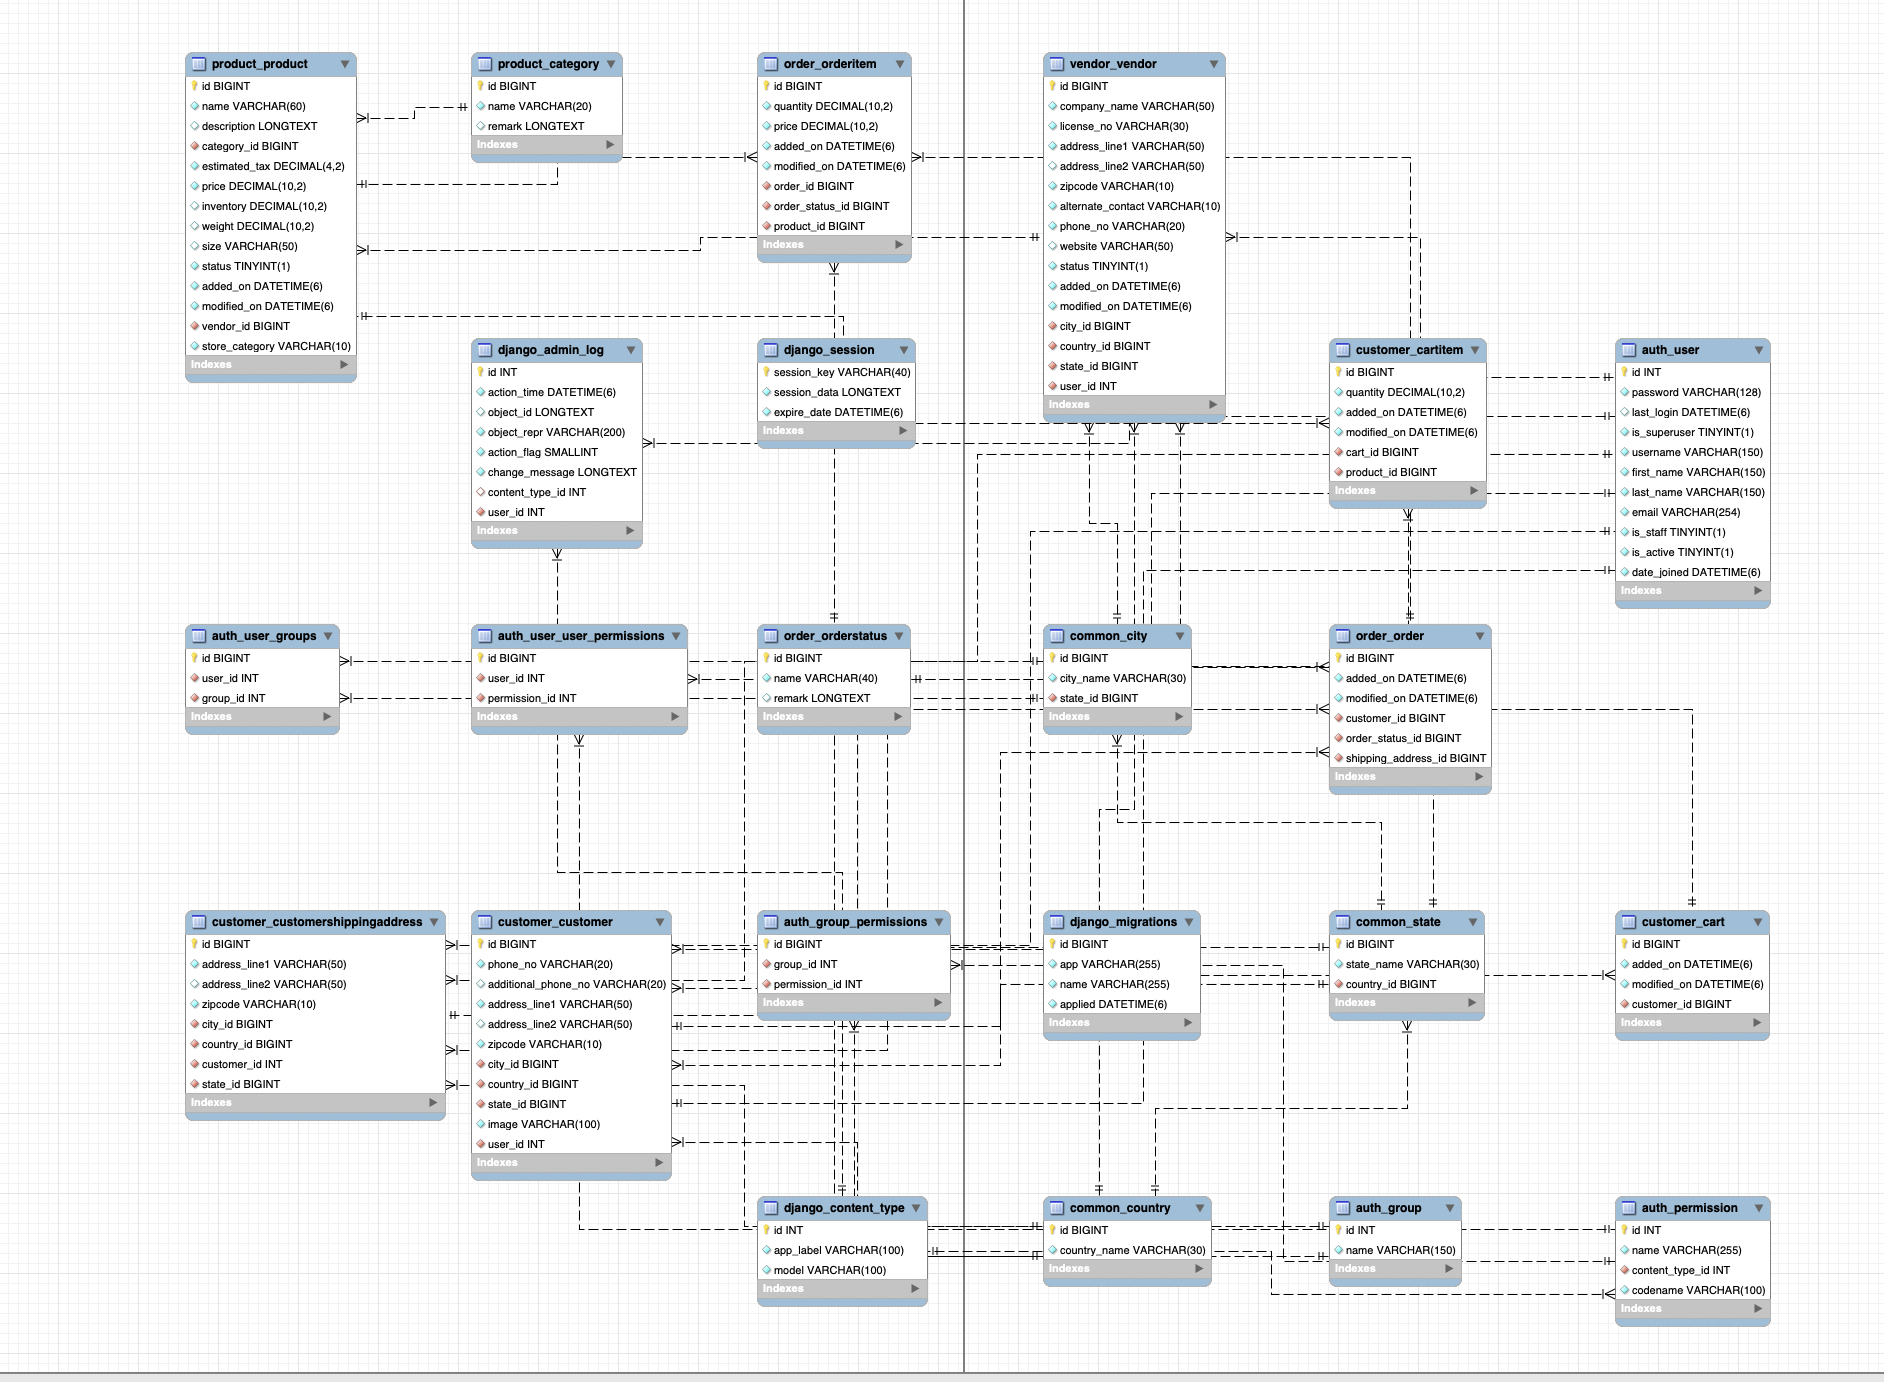 product_product
id BIGINT
name VARCHAR(60)
description LONGTEXT
category_id BIGINT
estimated_tax DECIMAL(4,2)
price DECIMAL(10,2)
inventory DECIMAL(10,2)
weight DECIMAL(10,2)
size VARCHAR(50)
status TINYINT(1)
added_on DATETIME(6)
modified_on DATETIME(6)
vendor_id BIGINT
store_category VARCHAR(10)
Indexes
product_category
id BIGINT
name VARCHAR(20)
remark LONGTEXT
Indexes
order_orderitem
id BIGINT
quantity DECIMAL(10,2)
price DECIMAL(10,2)
added_on DATETIME(6)
modified_on DATETIME(6)
order_id BIGINT
order_status_id BIGINT
product_id BIGINT
Indexes
vendor_vendor
id BIGINT
company_name VARCHAR(50)
license_no VARCHAR(30)
address_line1 VARCHAR(50)
address_line2 VARCHAR(50)
zipcode VARCHAR(10)
alternate_contact VARCHAR(10)
phone_no VARCHAR(20)
website VARCHAR(50)
status TINYINT(1)
added_on DATETIME(6)
modified_on DATETIME(6)
city_id BIGINT
country_id BIGINT
state_id BIGINT
user_id INT
Indexes
django_admin_log
id INT
action_time DATETIME(6)
object_id LONGTEXT
object_repr VARCHAR(200)
action_flag SMALLINT
change_message LONGTEXT
content_type_id INT
user_id INT
Indexes
django_session
session_key VARCHAR(40)
session_data LONGTEXT
expire_date DATETIME(6)
Indexes
customer_cartitem
id BIGINT
quantity DECIMAL(10,2)
added_on DATETIME(6)
modified_on DATETIME(6)
cart_id BIGINT
product_id BIGINT
Indexes
auth_user
id INT
password VARCHAR(128)
last_login DATETIME(6)
is_superuser TINYINT(1)
username VARCHAR(150)
first_name VARCHAR(150)
last_name VARCHAR(150)
email VARCHAR(254)
is_staff TINYINT(1)
is_active TINYINT(1)
date_joined DATETIME(6)
Indexes
auth_user_groups
id BIGINT
user_id INT
group_id INT
Indexes
auth_user_user_permissions
id BIGINT
user_id INT
permission_id INT
Indexes
order_orderstatus
id BIGINT
name VARCHAR(40)
remark LONGTEXT
Indexes
common_city
id BIGINT
city_name VARCHAR(30)
state_id BIGINT
Indexes
order_order
id BIGINT
added_on DATETIME(6)
modified_on DATETIME(6)
customer_id BIGINT
order_status_id BIGINT
shipping_address_id BIGINT
Indexes
customer_customershippingaddress
id BIGINT
address_line1 VARCHAR(50)
address_line2 VARCHAR(50)
zipcode VARCHAR(10)
city_id BIGINT
country_id BIGINT
customer_id INT
state_id BIGINT
Indexes
customer_customer
id BIGINT
phone_no VARCHAR(20)
additional_phone_no VARCHAR(20)
address_line1 VARCHAR(50)
address_line2 VARCHAR(50)
zipcode VARCHAR(10)
city_id BIGINT
country_id BIGINT
state_id BIGINT
image VARCHAR(100)
user_id INT
Indexes
auth_group_permissions
id BIGINT
group_id INT
permission_id INT
Indexes
django_migrations
id BIGINT
app VARCHAR(255)
name VARCHAR(255)
applied DATETIME(6)
Indexes
common_state
id BIGINT
state_name VARCHAR(30)
country_id BIGINT
Indexes
customer_cart
id BIGINT
added_on DATETIME(6)
modified_on DATETIME(6)
customer_id BIGINT
Indexes
django_content_type
id INT
app_label VARCHAR(100)
model VARCHAR(100)
Indexes
common_country
id BIGINT
country_name VARCHAR(30)
Indexes
auth_group
id INT
name VARCHAR(150)
Indexes
auth_permission
id INT
name VARCHAR(255)
content_type_id INT
codename VARCHAR(100)
Indexes